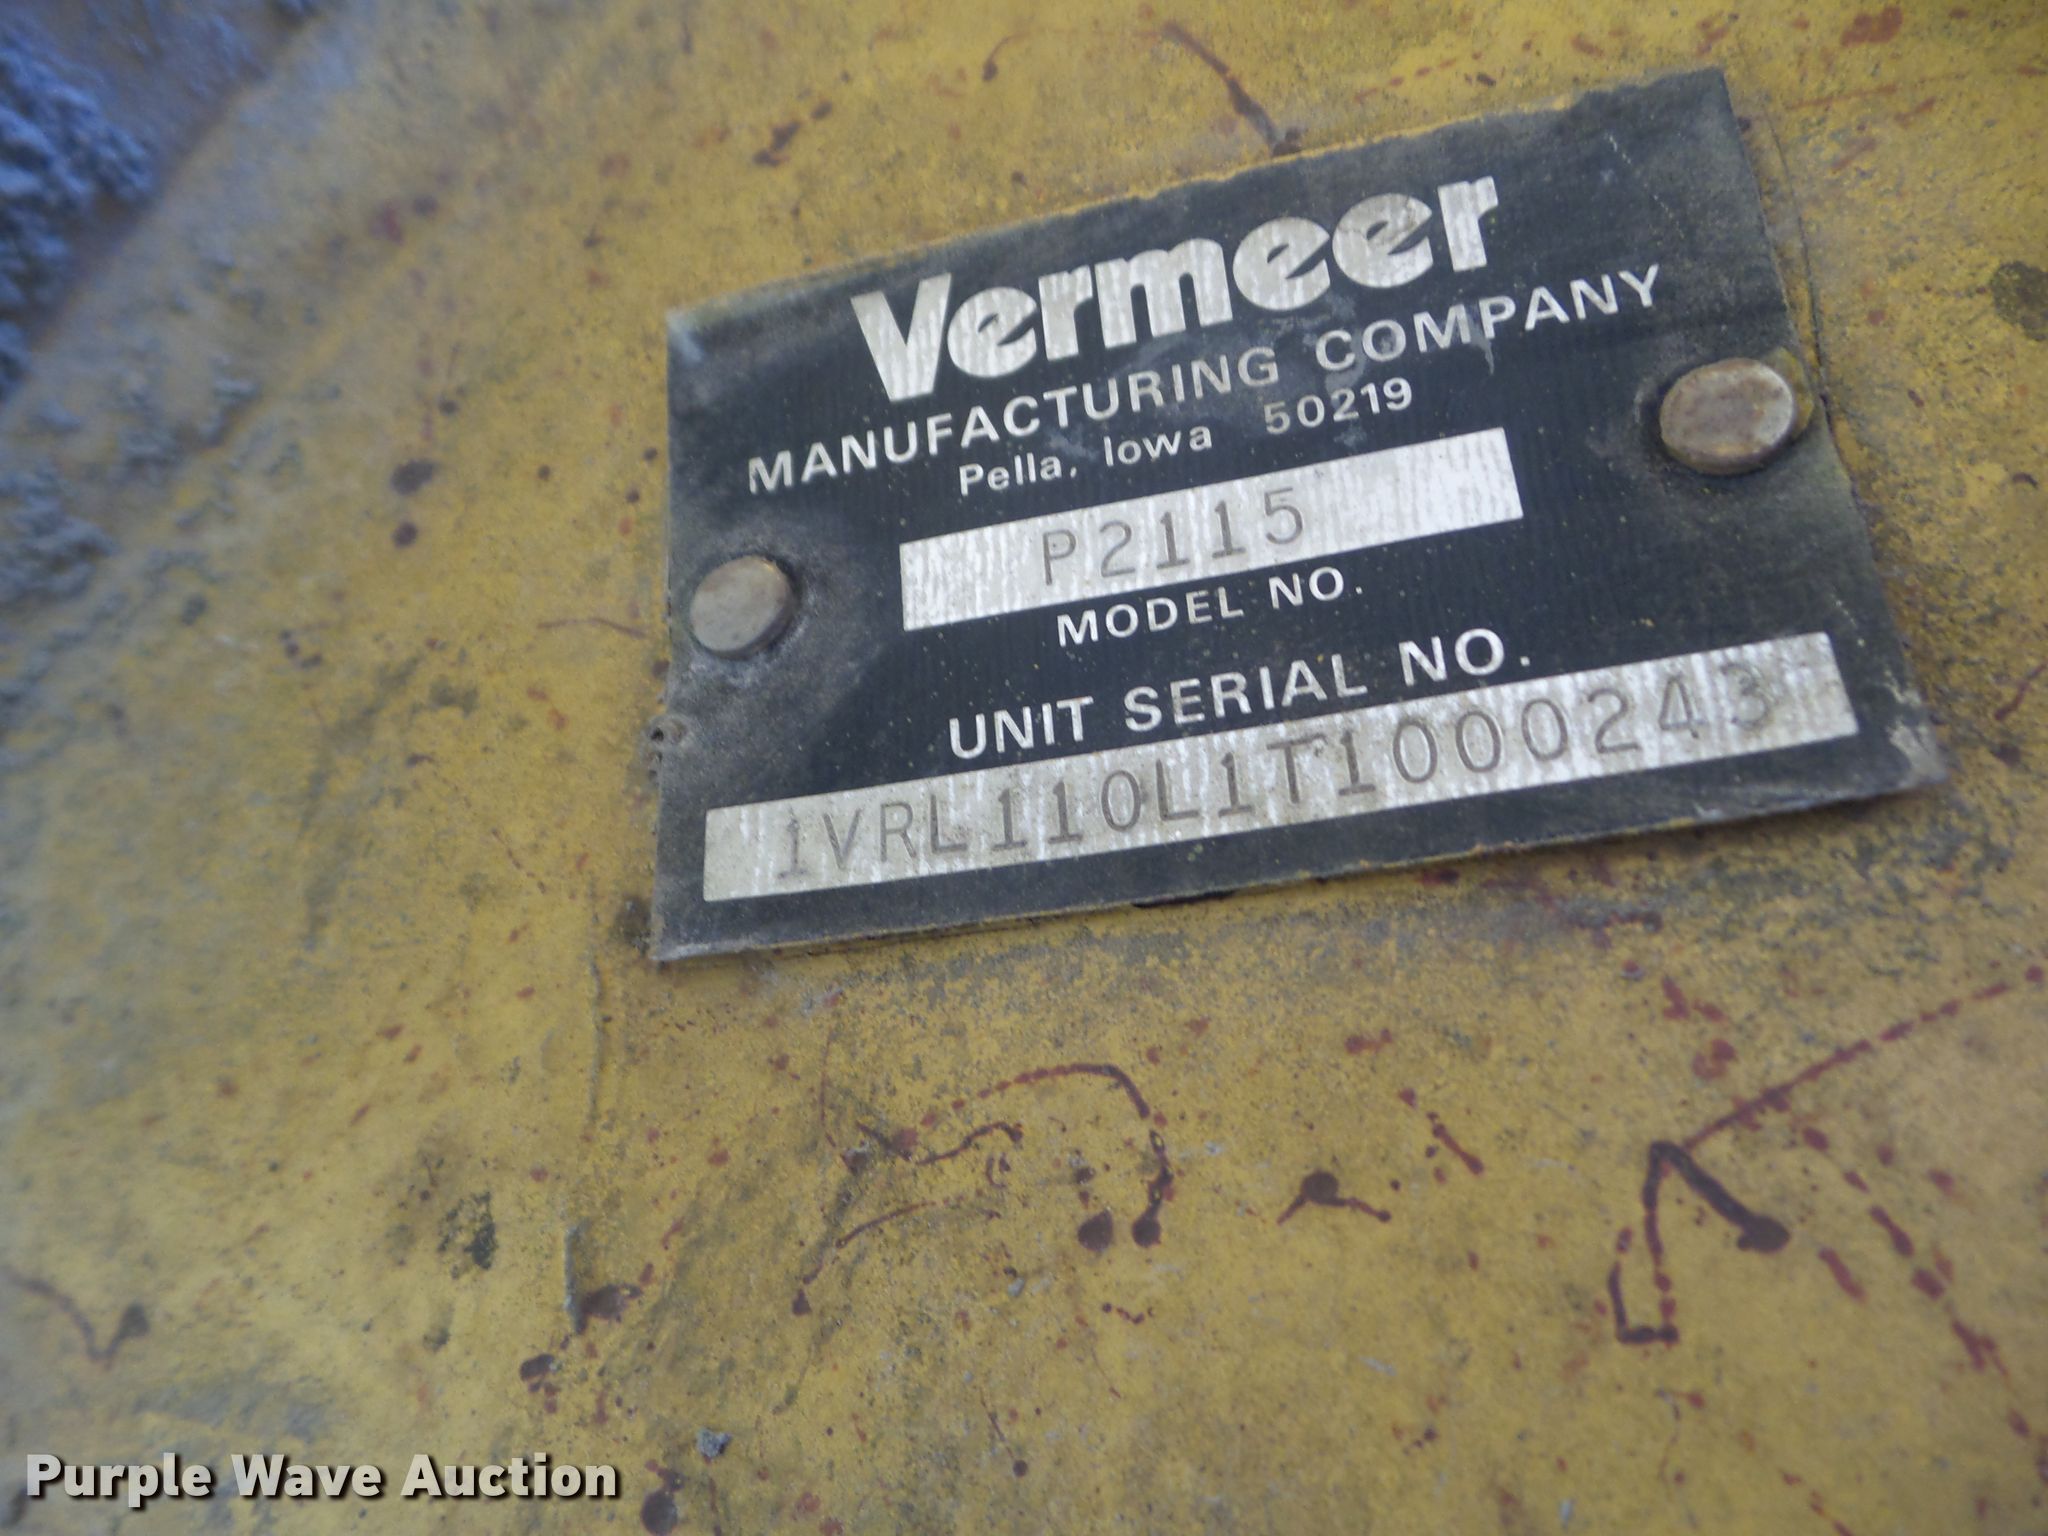 Vermeer
MANUFACTURING COMPANY
Pella, Iowa 50219
P2115
MODEL NO.
UNIT SERIAL NO.
1VRL110L1T1000243
Purple Wave Auction